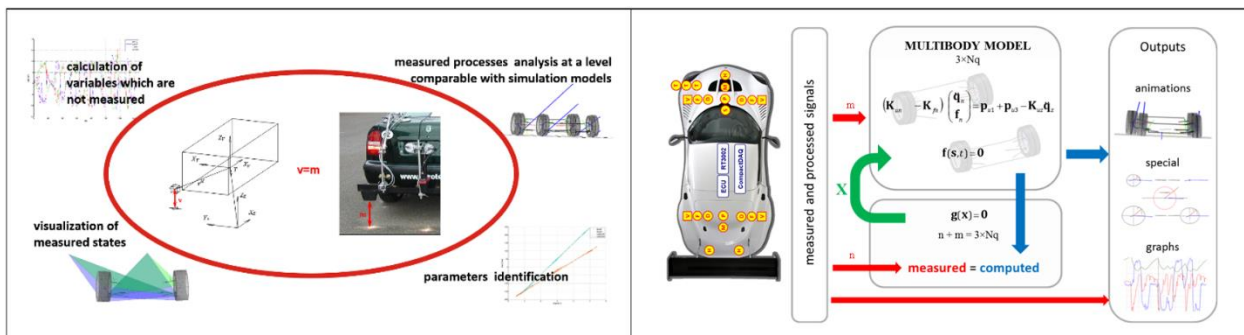 calculation of
variables which are
not measured
measured processes analysis at a level
comparable with simulation models
v=m
v
m
visualization of
measured states
parameters identification
ECU
RT3002
CompactDAQ
measured and processed signals
m
n
X
MULTIBODY MODEL
3×Nq
f(s,t)=0
g(x)=0
n + m = 3×Nq
measured = computed
Outputs
animations
special
graphs